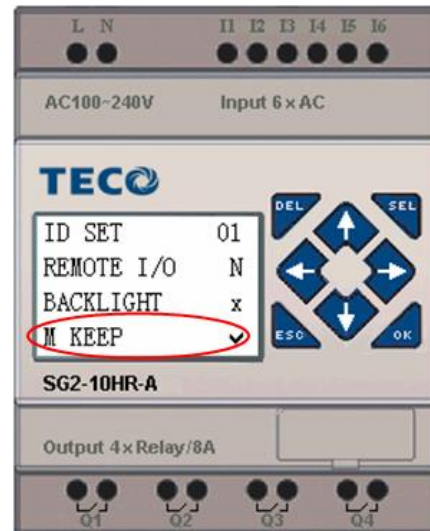 L N I1 I2 I3 I4 I5 I6
AC100~240V Input 6×AC
TECO
DEL SEL
ID SET 01
REMOTE I/O N
BACKLIGHT x
M KEEP ✓
ESC OK
SG2-10HR-A
Output 4×Relay/8A
Q1 Q2 Q3 Q4